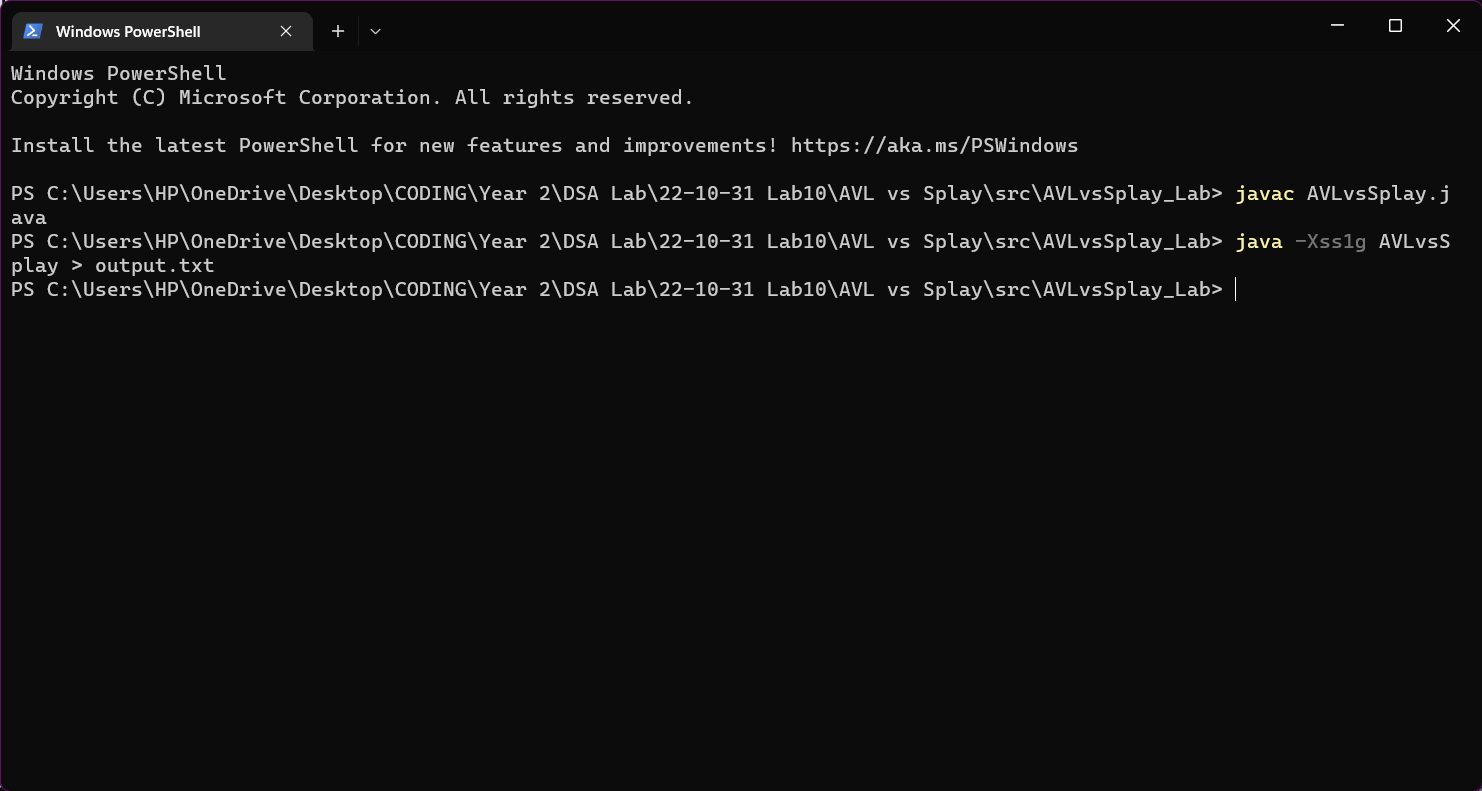 Windows PowerShell
Windows PowerShell
Copyright (C) Microsoft Corporation. All rights reserved.
Install the latest PowerShell for new features and improvements! https://aka.ms/PSWindows
PS C:\Users\HP\OneDrive\Desktop\CODING\Year 2\DSA Lab\22-10-31 Lab10\AVL vs Splay\src\AVLvsSplay_Lab> javac AVLvsSplay.j
ava
PS C:\Users\HP\OneDrive\Desktop\CODING\Year 2\DSA Lab\22-10-31 Lab10\AVL vs Splay\src\AVLvsSplay_Lab> java -Xss1g AVLvsS
play > output.txt
PS C:\Users\HP\OneDrive\Desktop\CODING\Year 2\DSA Lab\22-10-31 Lab10\AVL vs Splay\src\AVLvsSplay_Lab>